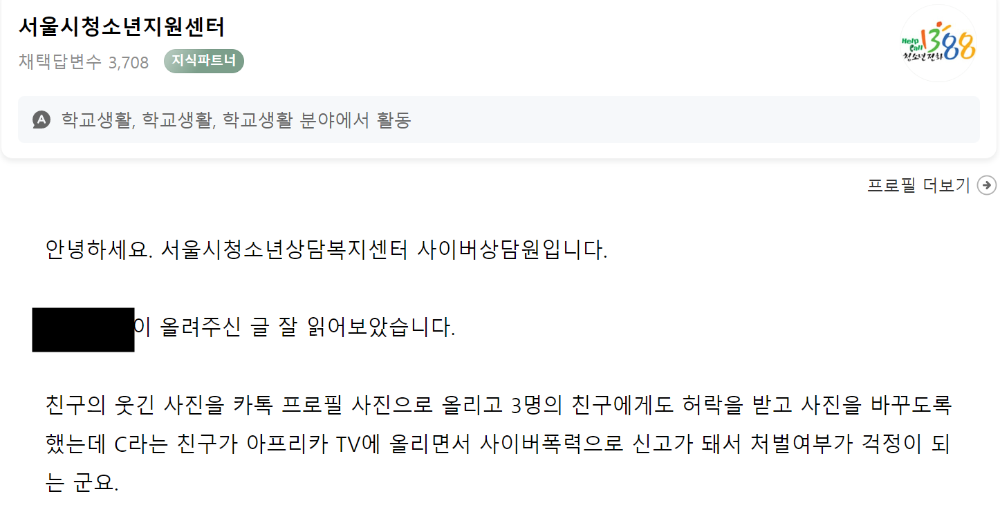 서울시청소년지원센터
채택답변수 3,708 지식파트너
Help Call 1388 청소년전화
학교생활, 학교생활, 학교생활 분야에서 활동
프로필 더보기
안녕하세요. 서울시청소년상담복지센터 사이버상담원입니다.
이 올려주신 글 잘 읽어보았습니다.
친구의 웃긴 사진을 카톡 프로필 사진으로 올리고 3명의 친구에게도 허락을 받고 사진을 바꾸도록
했는데 C라는 친구가 아프리카 TV에 올리면서 사이버폭력으로 신고가 돼서 처벌여부가 걱정이 되
는 군요.